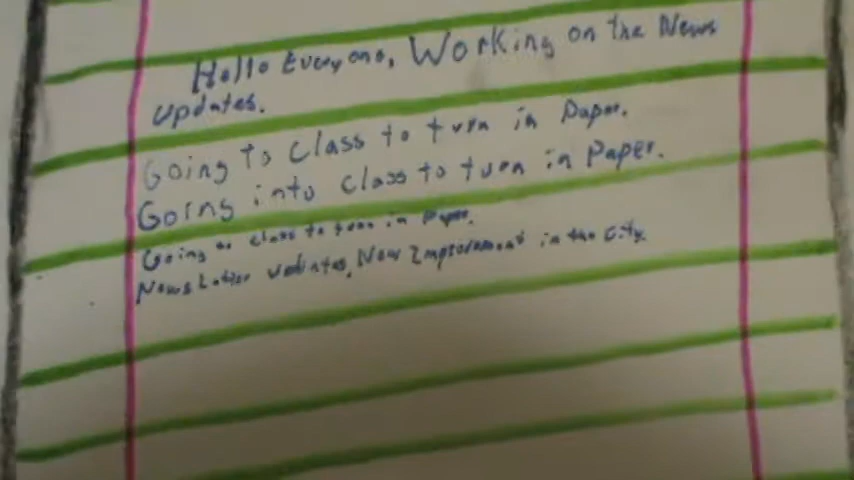 Hello Everyone, Working on the News
updates.
Going to class to turn in paper.
Going into class to turn in paper.
Going to class to turn in paper.
News Letter updates, New Improvement in the city.